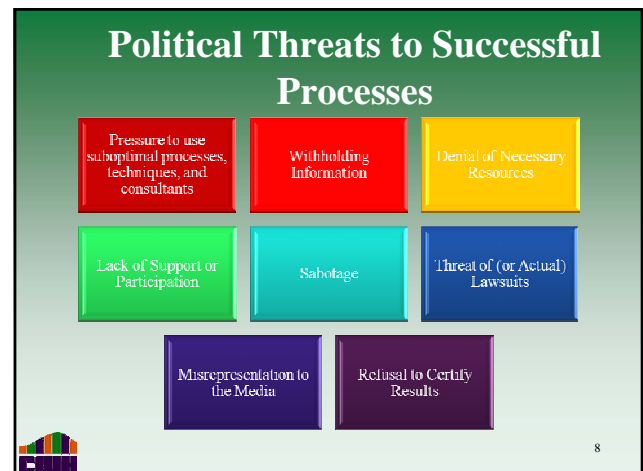 Political Threats to Successful
Processes
Pressure to use
suboptimal processes,
techniques, and
consultants
Withholding
Information
Denial of Necessary
Resources
Lack of Support or
Participation
Sabotage
Threat of (or Actual)
Lawsuits
Misrepresentation to
the Media
Refusal to Certify
Results
8